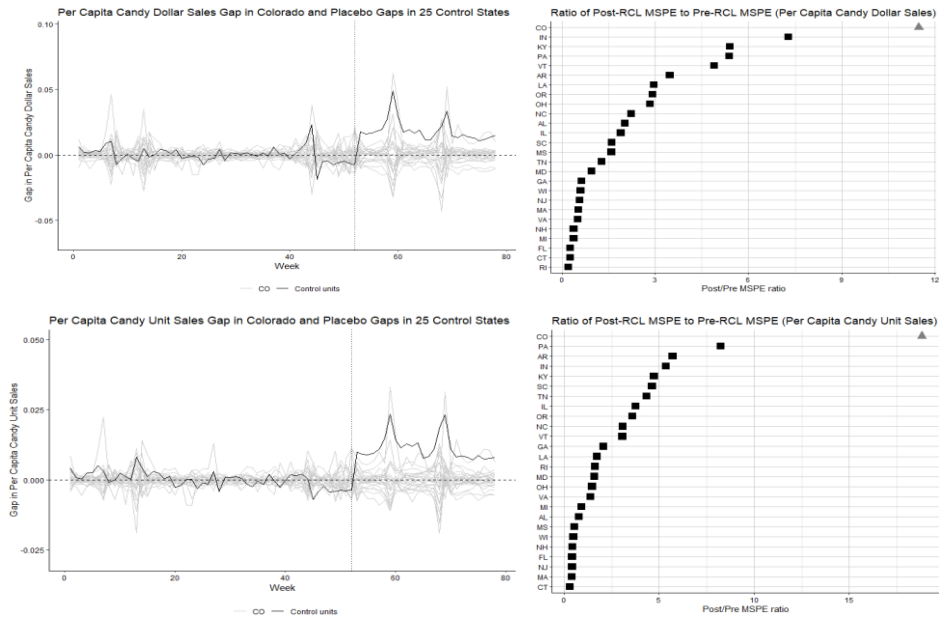 Per Capita Candy Dollar Sales Gap in Colorado and Placebo Gaps in 25 Control States
Gap in Per Capita Candy Dollar Sales
0.10
0.05
0.00
-0.05
0
20
40
60
80
Week
CO
Control units
Ratio of Post-RCL MSPE to Pre-RCL MSPE (Per Capita Candy Dollar Sales)
CO
IN
KY
PA
VT
AR
LA
OR
OH
NC
AL
IL
SC
MS
TN
MD
GA
WI
NJ
MA
VA
NH
MI
FL
CT
RI
0
3
6
9
12
Post/Pre MSPE ratio
Per Capita Candy Unit Sales Gap in Colorado and Placebo Gaps in 25 Control States
Gap in Per Capita Candy Unit Sales
0.050
0.025
0.000
-0.025
0
20
40
60
80
Week
CO
Control units
Ratio of Post-RCL MSPE to Pre-RCL MSPE (Per Capita Candy Unit Sales)
CO
PA
AR
IN
KY
SC
TN
IL
OR
NC
VT
GA
LA
RI
MD
OH
VA
MI
AL
MS
WI
NH
FL
NJ
MA
CT
0
5
10
15
Post/Pre MSPE ratio